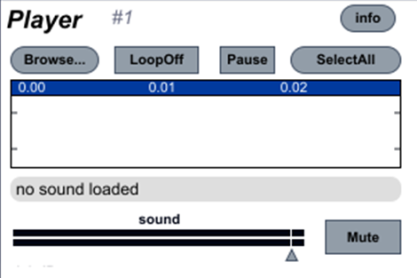 Player #1 info
Browse... LoopOff Pause SelectAll
0.00 0.01 0.02
no sound loaded
sound
Mute